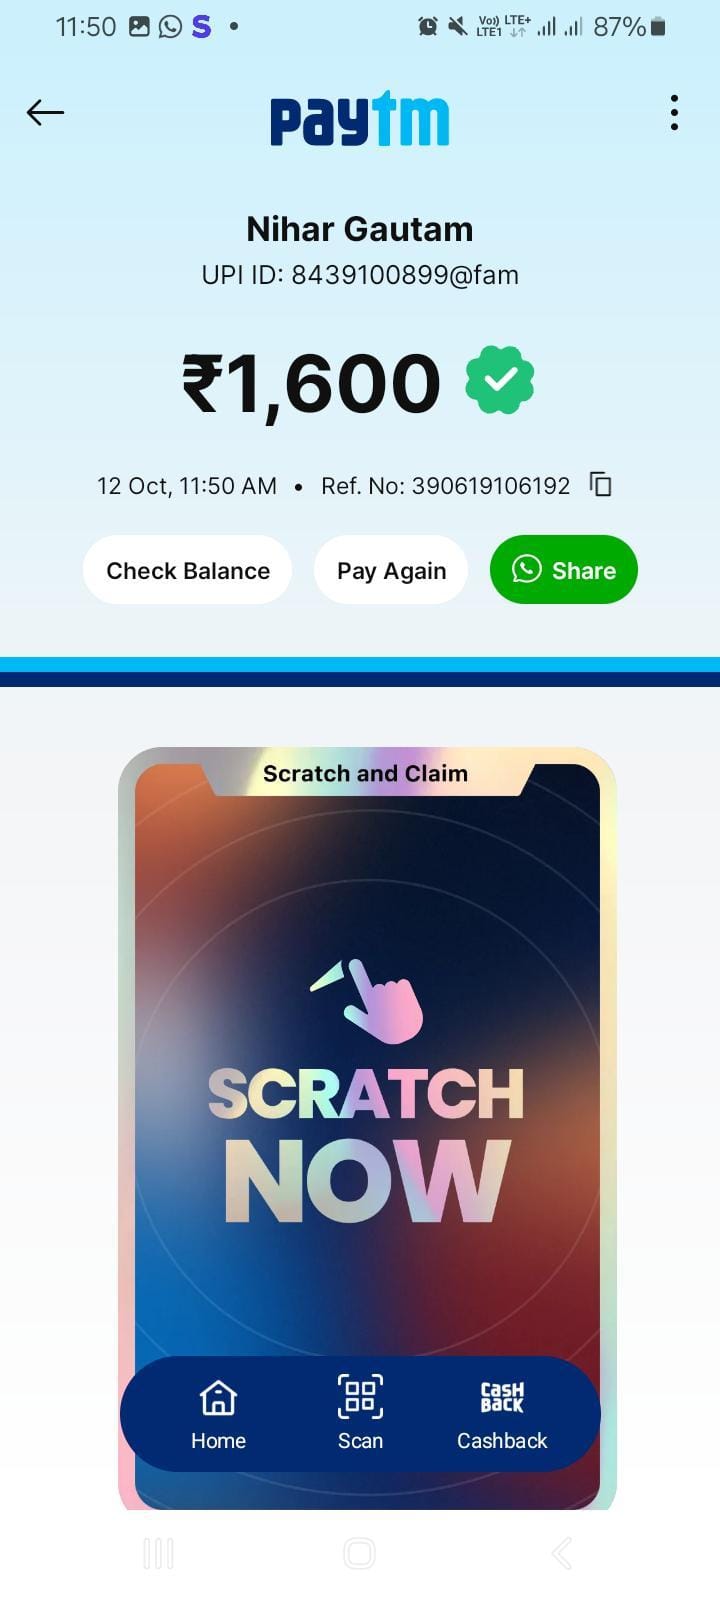 11:50 S • Vo) LTE+ LTE1 87%
paytm
Nihar Gautam
UPI ID: 8439100899@fam
₹1,600
12 Oct, 11:50 AM • Ref. No: 390619106192
Check Balance Pay Again Share
Scratch and Claim
SCRATCH
NOW
CASH
BACK
Home Scan Cashback